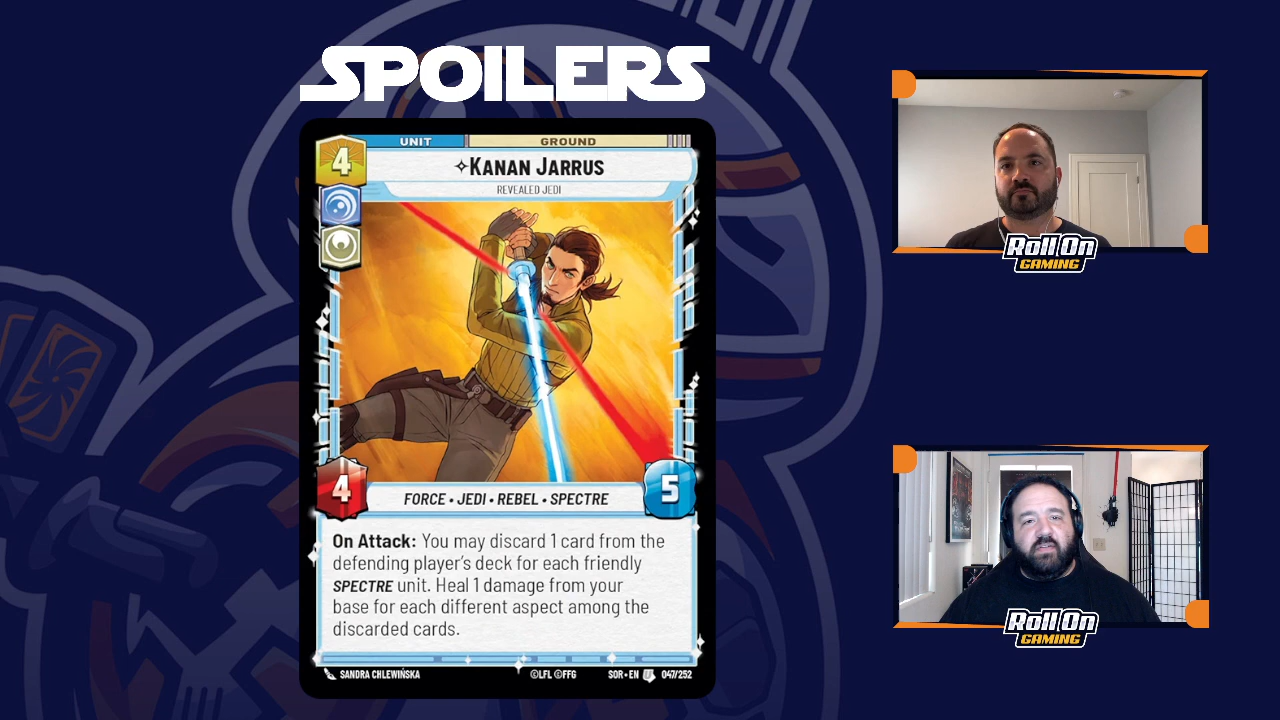 SPOILERS
UNIT
GROUND
4
✧KANAN JARRUS
REVEALED JEDI
4
5
FORCE • JEDI • REBEL • SPECTRE
On Attack: You may discard 1 card from the
defending player's deck for each friendly
SPECTRE unit. Heal 1 damage from your
base for each different aspect among the
discarded cards.
SANDRA CHLEWIŃSKA
©LFL ©FFG
SOR•EN
047/252
Roll On
GAMING
Roll On
GAMING